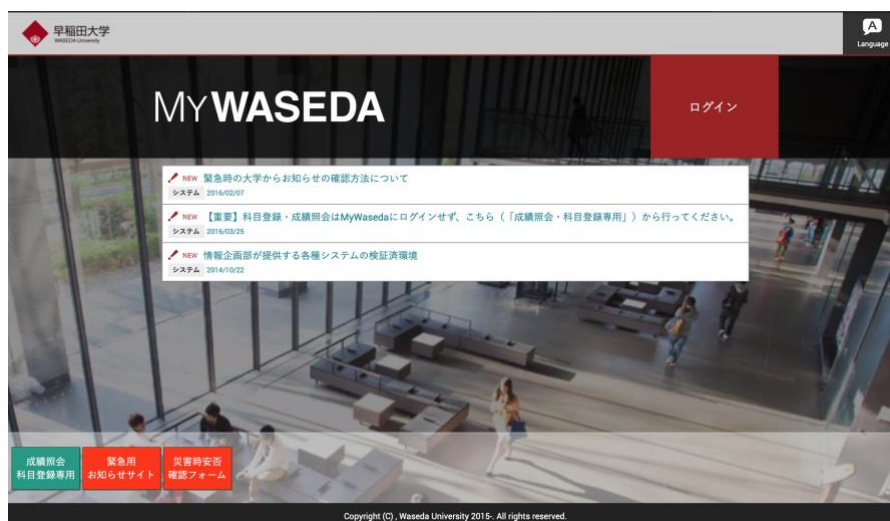 早稲田大学
WASEDA University
A
Language
MYWASEDA
ログイン
NEW 緊急時の大学からお知らせの確認方法について
システム 2016/02/07
NEW 【重要】科目登録・成績照会はMyWasedaにログインせず、こちら（「成績照会・科目登録専用」）から行ってください。
システム 2016/03/25
NEW 情報企画部が提供する各種システムの検証済環境
システム 2014/10/22
成績照会
科目登録専用
緊急用
お知らせサイト
災害時安否
確認フォーム
Copyright (C) , Waseda University 2015-. All rights reserved.